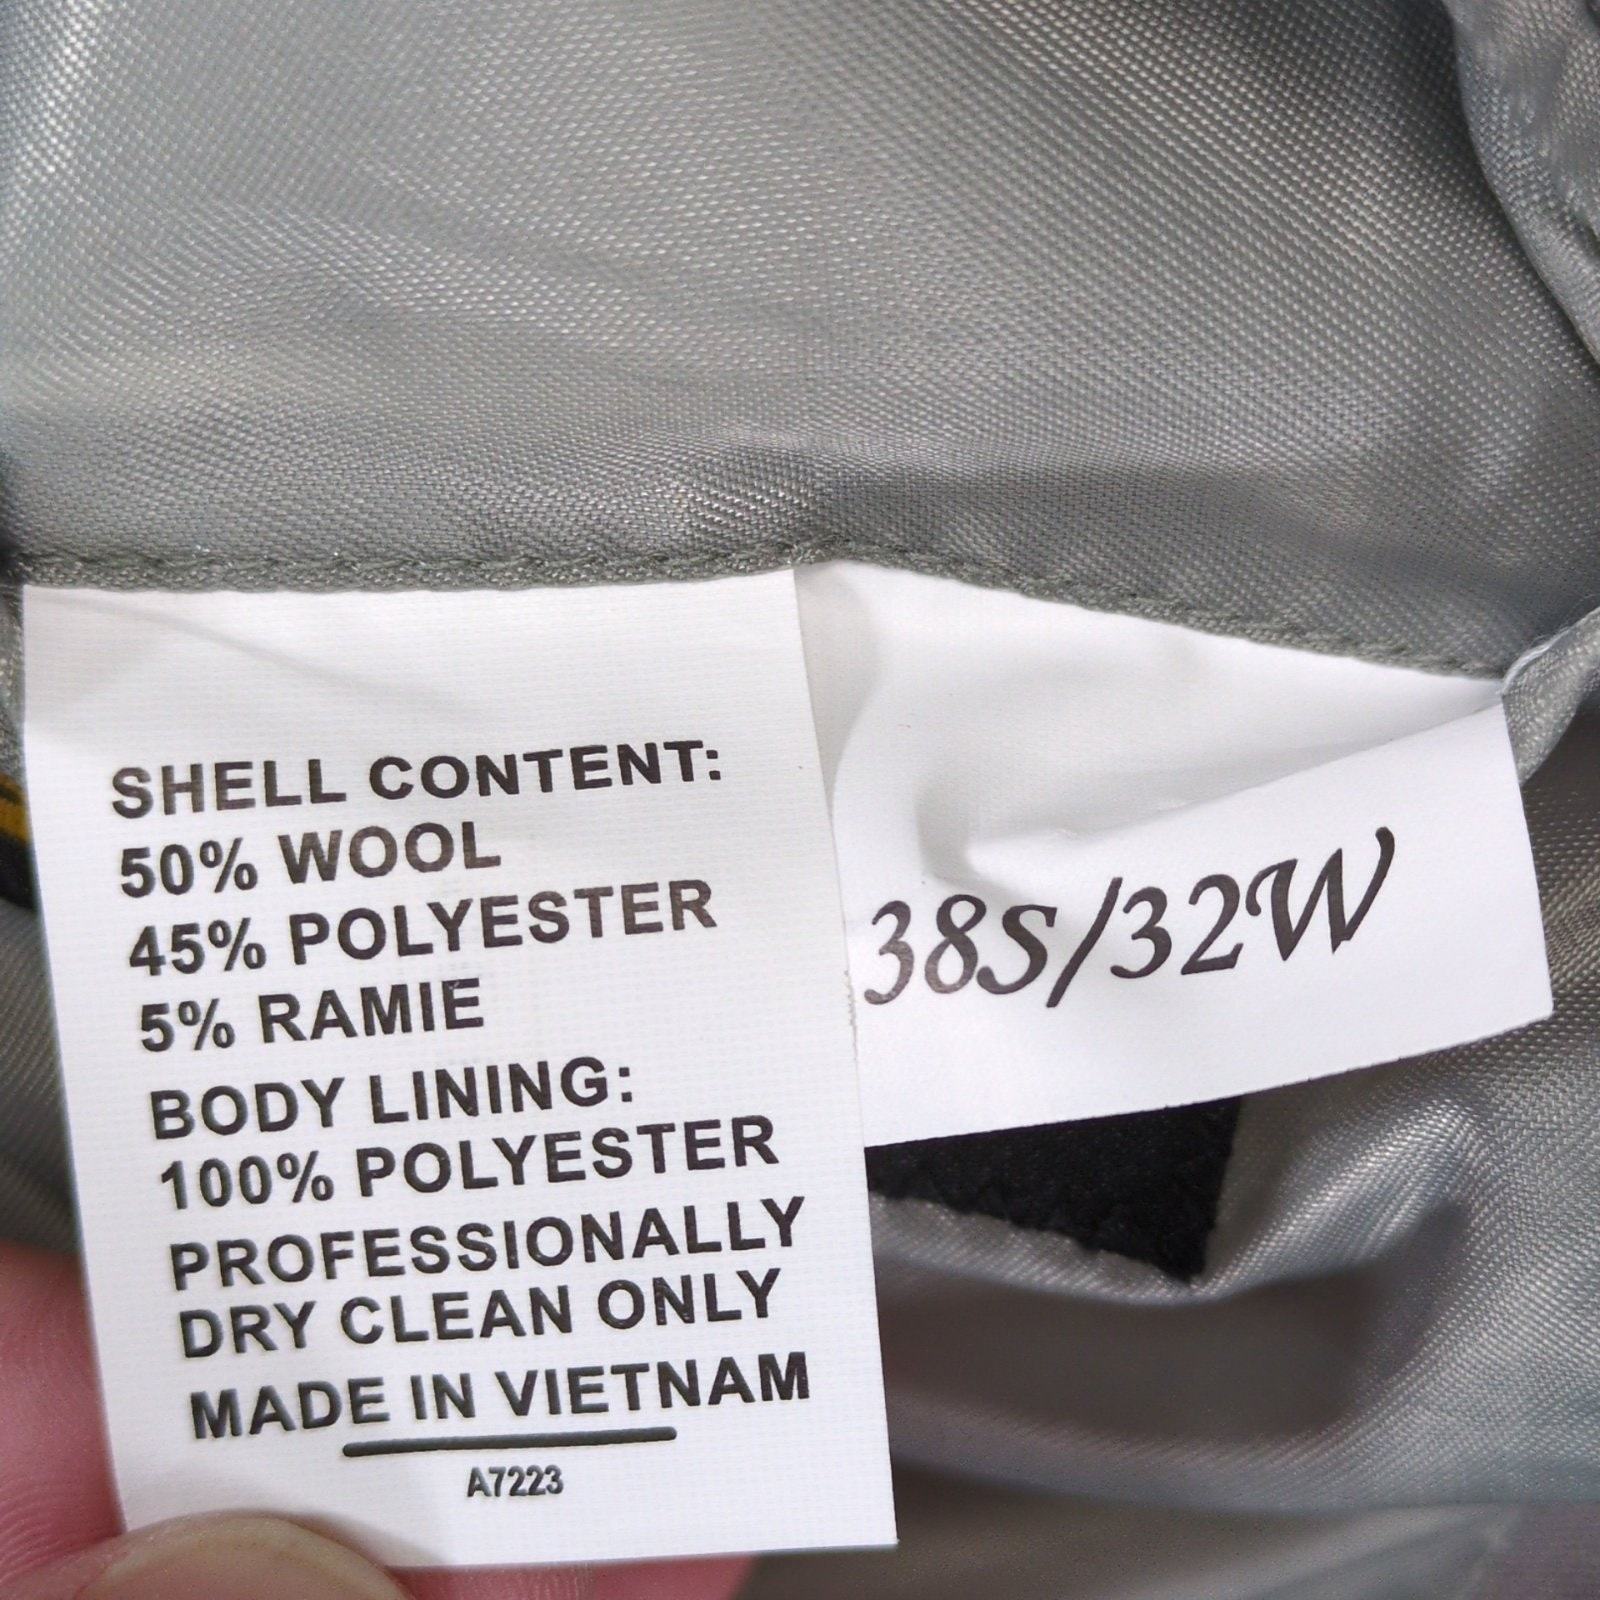 SHELL CONTENT:
50% WOOL
45% POLYESTER
5% RAMIE
BODY LINING:
100% POLYESTER
PROFESSIONALLY
DRY CLEAN ONLY
MADE IN VIETNAM
A7223
38S/32W